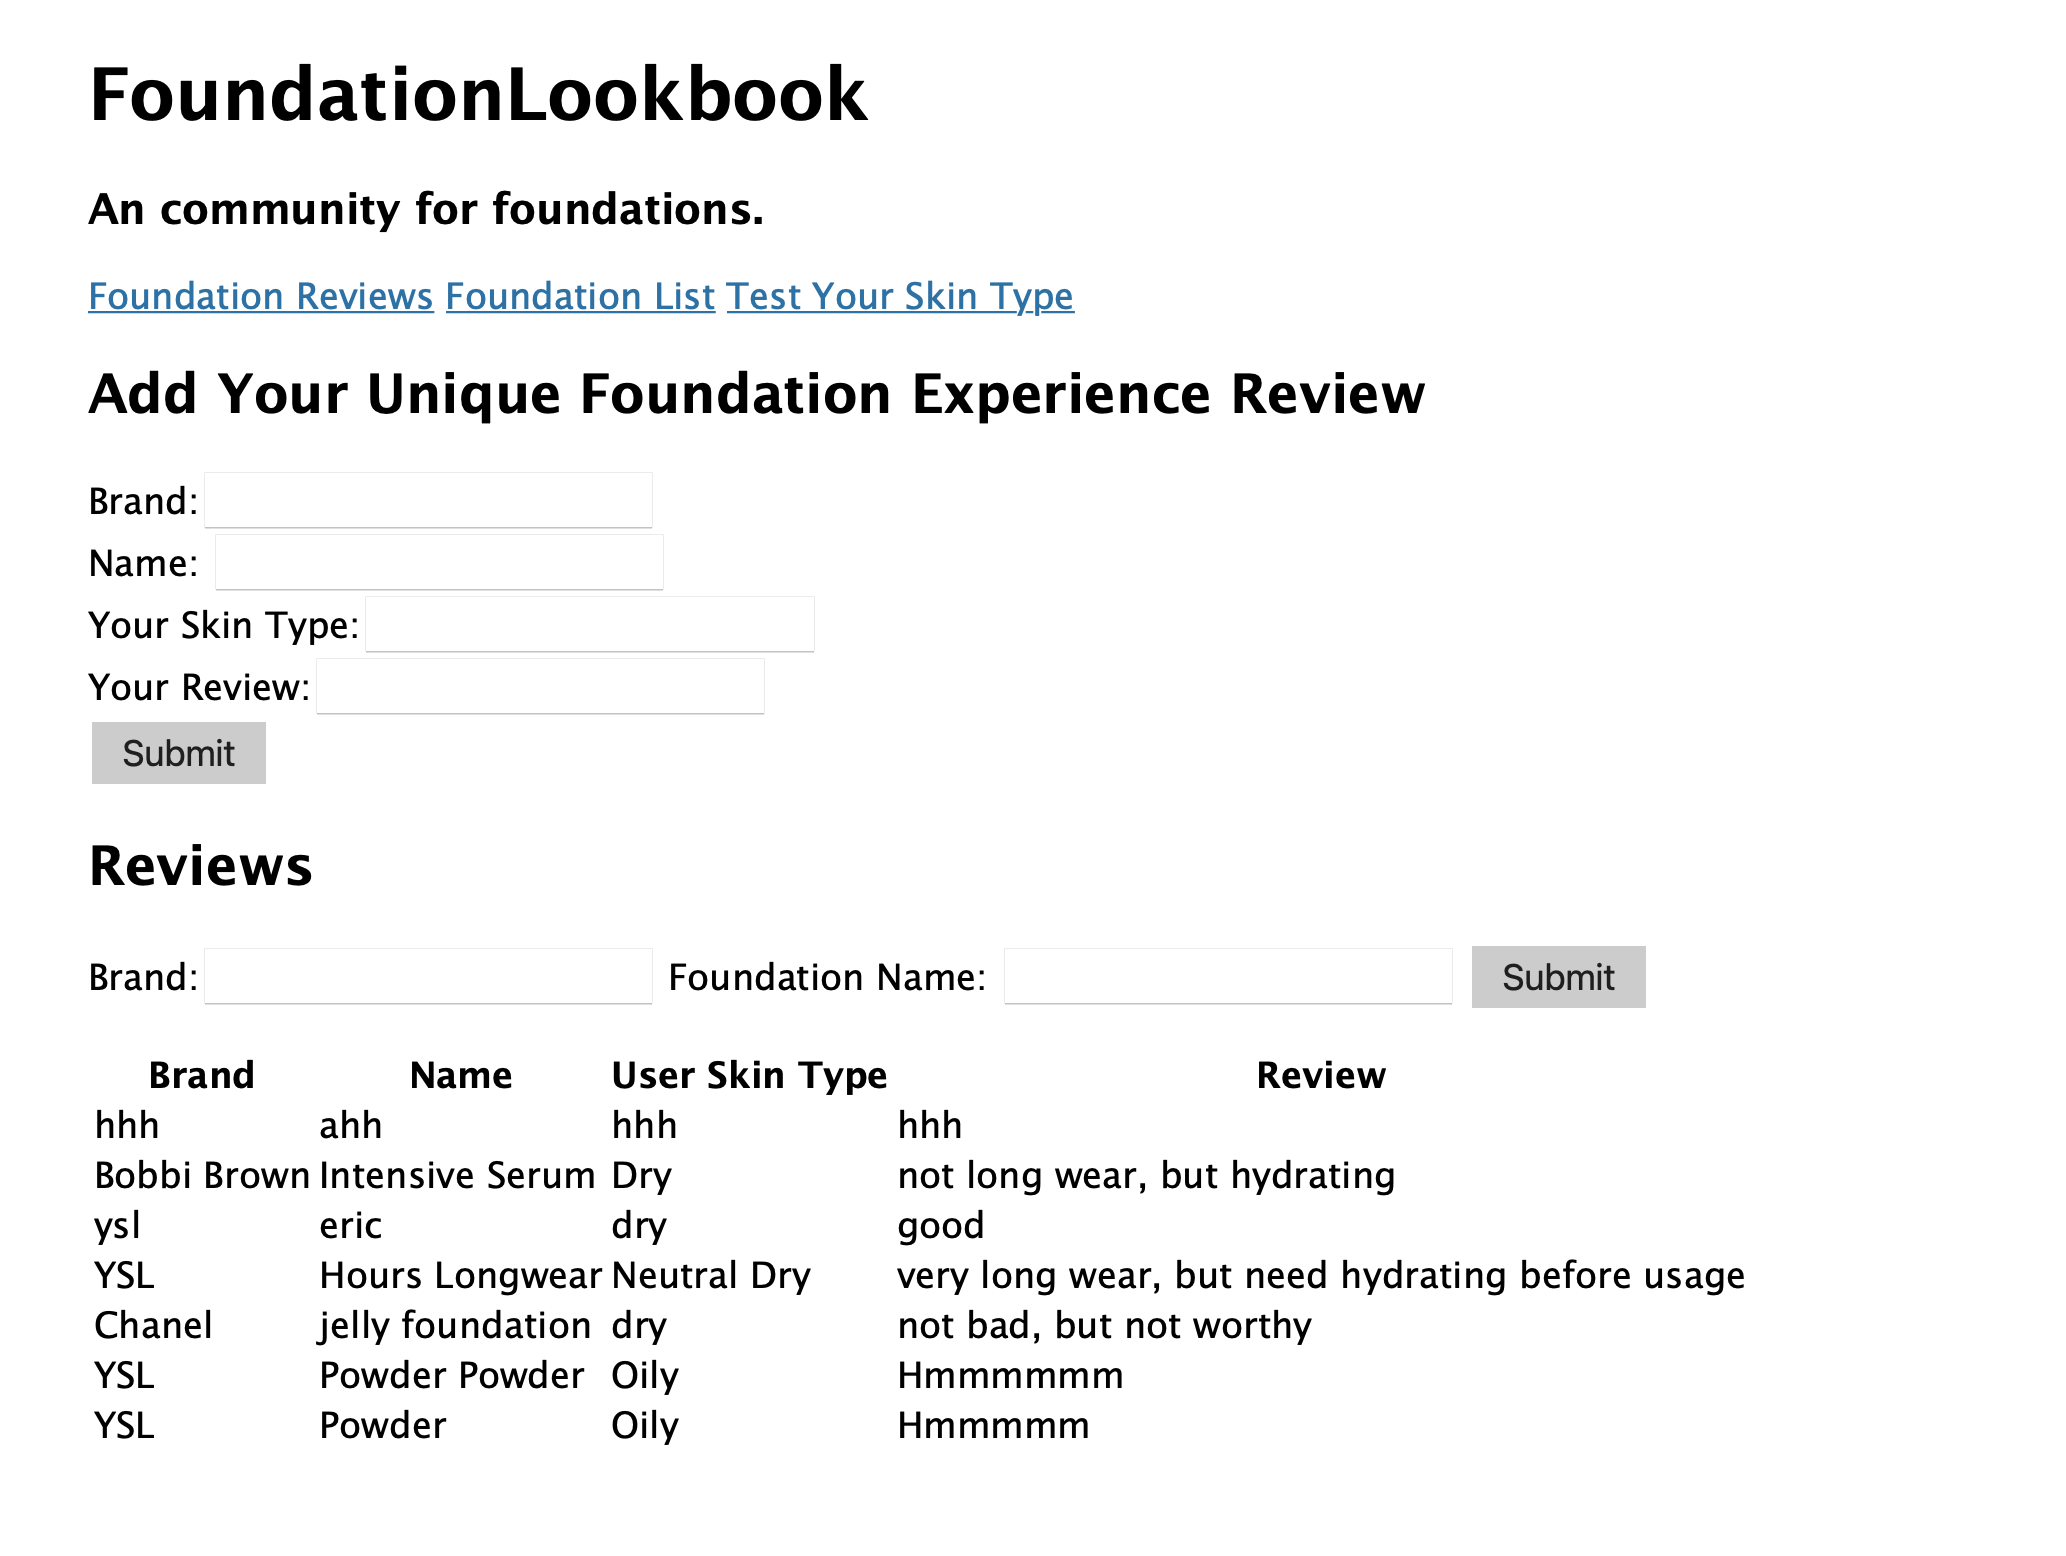 FoundationLookbook
An community for foundations.
Foundation Reviews Foundation List Test Your Skin Type
Add Your Unique Foundation Experience Review
Brand:
Name:
Your Skin Type:
Your Review:
Submit
Reviews
Brand: Foundation Name: Submit
Brand Name User Skin Type Review
hhh ahh hhh hhh
Bobbi Brown Intensive Serum Dry not long wear, but hydrating
ysl eric dry good
YSL Hours Longwear Neutral Dry very long wear, but need hydrating before usage
Chanel jelly foundation dry not bad, but not worthy
YSL Powder Powder Oily Hmmmmmm
YSL Powder Oily Hmmmmm